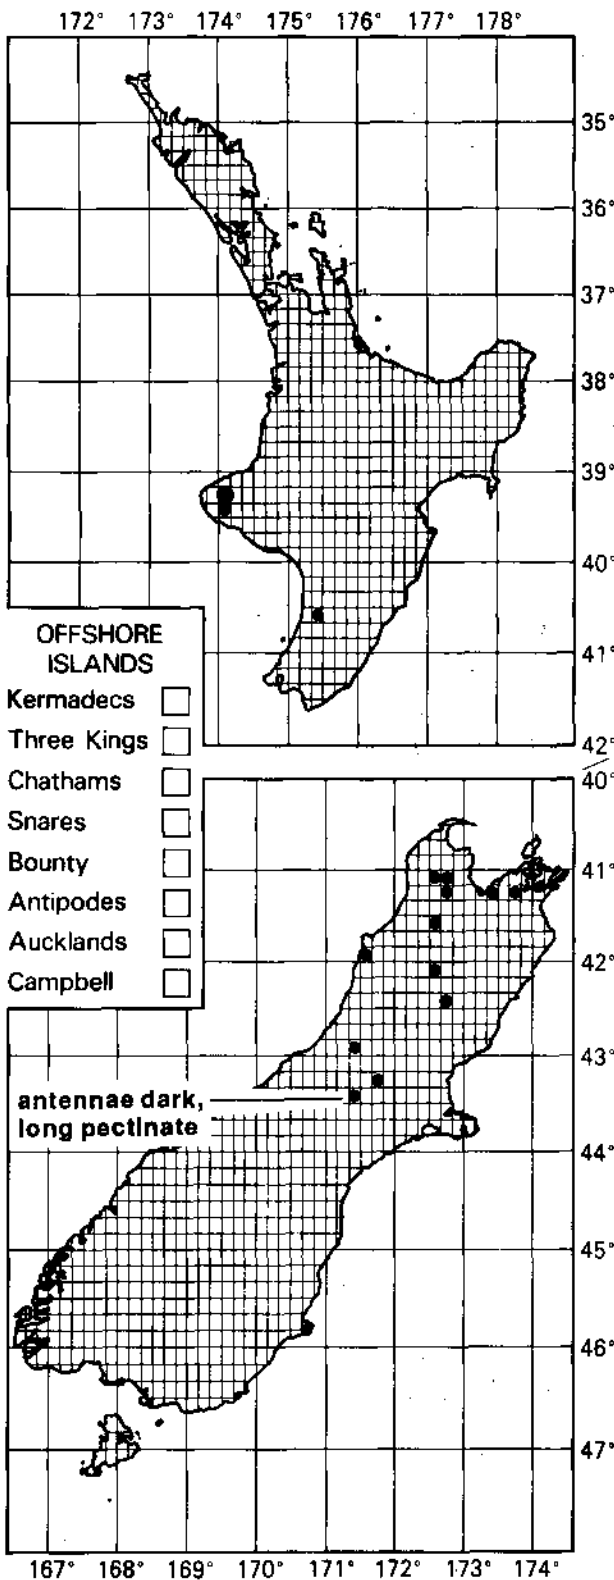 172° 173° 174° 175° 176° 177° 178°
35°
36°
37°
38°
39°
40°
41°
42°
OFFSHORE
ISLANDS
Kermadecs
Three Kings
Chathams
Snares
Bounty
Antipodes
Aucklands
Campbell
40°
41°
42°
43°
antennae dark,
long pectinate
44°
45°
46°
47°
167° 168° 169° 170° 171° 172° 173° 174°